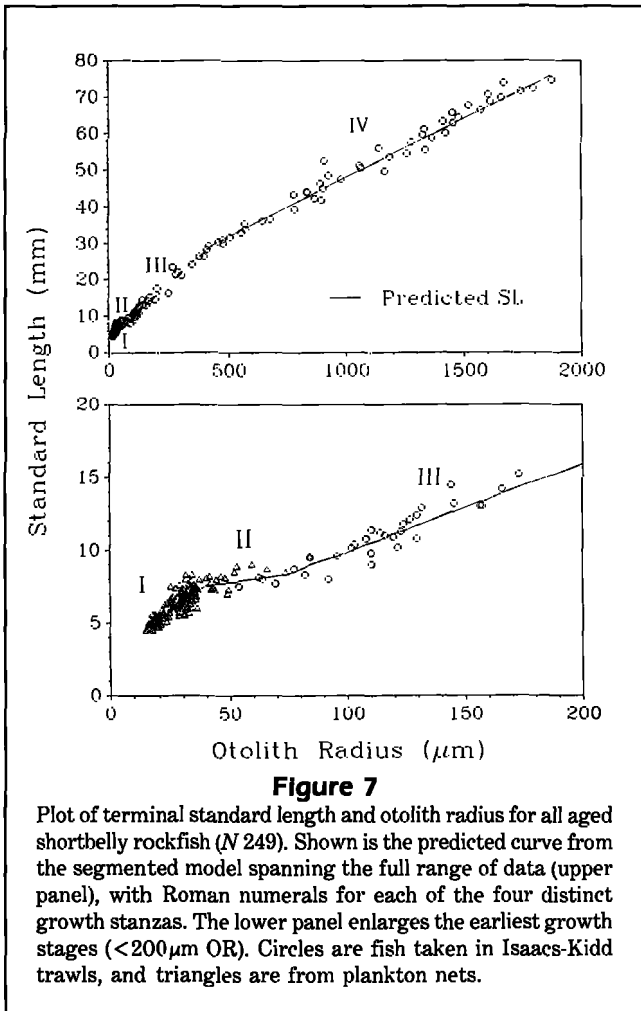 80
70
60
50
40
30
20
10
0
IV
III
II
I
Predicted SL
0 500 1000 1500 2000
Standard Length (mm)
20
15
10
5
0
III
II
I
0 50 100 150 200
Otolith Radius (μm)
Figure 7
Plot of terminal standard length and otolith radius for all aged
shortbelly rockfish (N 249). Shown is the predicted curve from
the segmented model spanning the full range of data (upper
panel), with Roman numerals for each of the four distinct
growth stanzas. The lower panel enlarges the earliest growth
stages (<200μm OR). Circles are fish taken in Isaacs-Kidd
trawls, and triangles are from plankton nets.